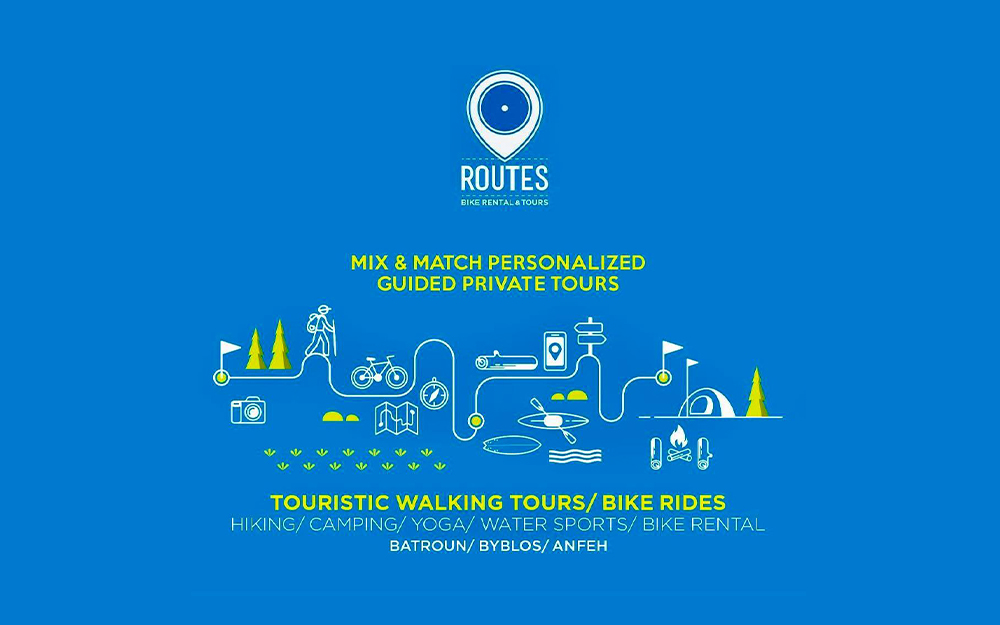 ROUTES
BIKE RENTAL & TOURS
MIX & MATCH PERSONALIZED
GUIDED PRIVATE TOURS
TOURISTIC WALKING TOURS/ BIKE RIDES
HIKING/ CAMPING/ YOGA/ WATER SPORTS/ BIKE RENTAL
BATROUN/ BYBLOS/ ANFEH